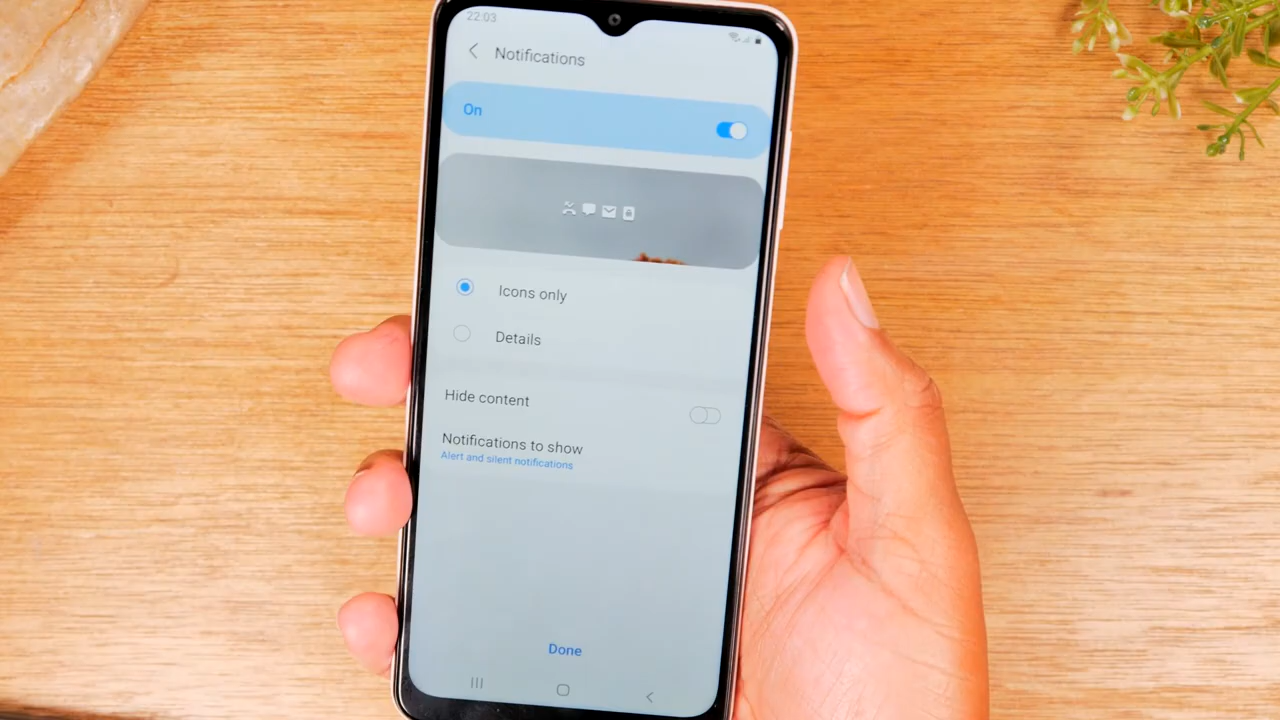 22:03
Notifications
On
Icons only
Details
Hide content
Notifications to show
Alert and silent notifications
Done